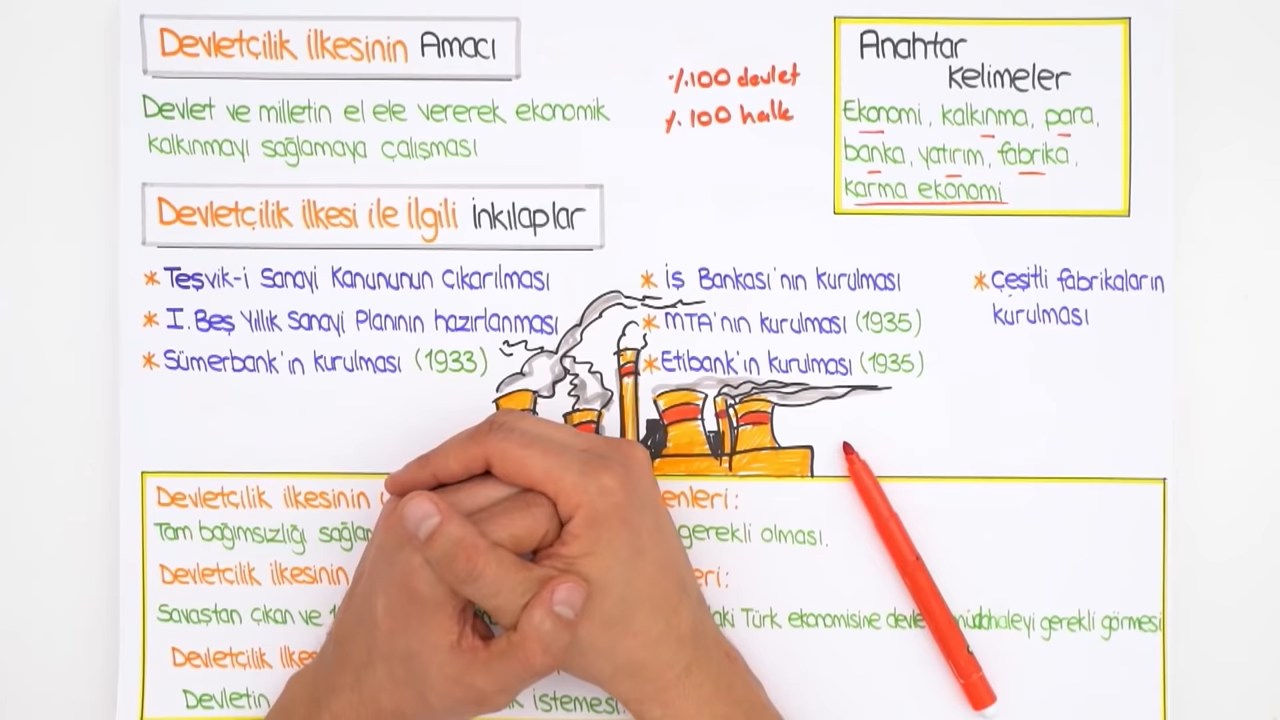 Devletçilik İlkesinin Amacı
Devlet ve milletin el ele vererek ekonomik
kalkınmayı sağlamaya çalışması
%100 devlet
%100 halk
Anahtar
Kelimeler
Ekonomi, kalkınma, para,
banka, yatırım, fabrika,
karma ekonomi
Devletçilik İlkesi ile İlgili İnkılaplar
* Teşvik-i Sanayi Kanununun Çıkarılması
* I. Beş Yıllık Sanayi Planının hazırlanması
* Sümerbank'ın kurulması (1933)
* İş Bankası'nın kurulması
* MTA'nın kurulması (1935)
* Etibank'ın kurulması (1935)
* Çeşitli fabrikaların
kurulması
Devletçilik ilkesinin enleri:
Tam bağımsızlığı gerekli olması.
Devletçilik ilkesinin eri:
Savaştan çıkan ve Türk ekonomisine müdahaleyi gerekli görmesi
Devletçilik
Devletin istemesi.